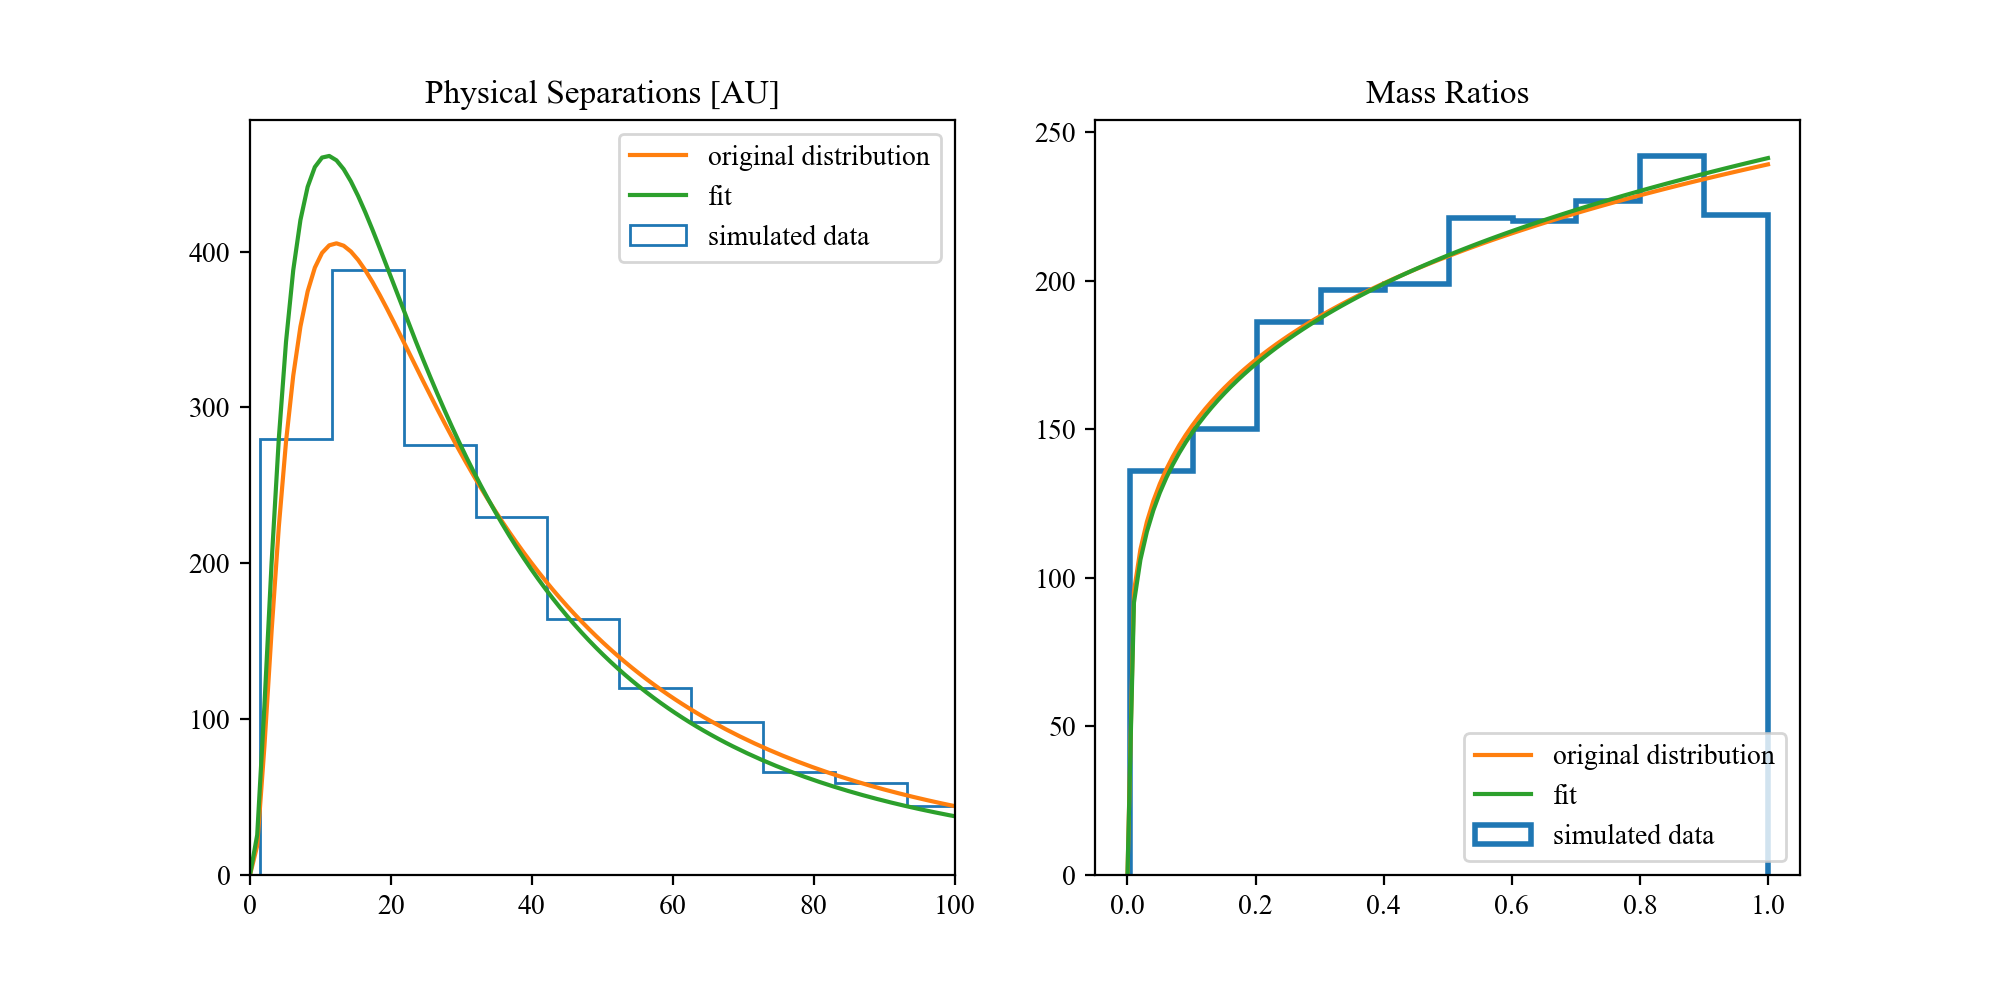 Physical Separations [AU]
original distribution
fit
simulated data
400
300
200
100
0
0 20 40 60 80 100
Mass Ratios
250
200
150
100
50
0
original distribution
fit
simulated data
0.0 0.2 0.4 0.6 0.8 1.0